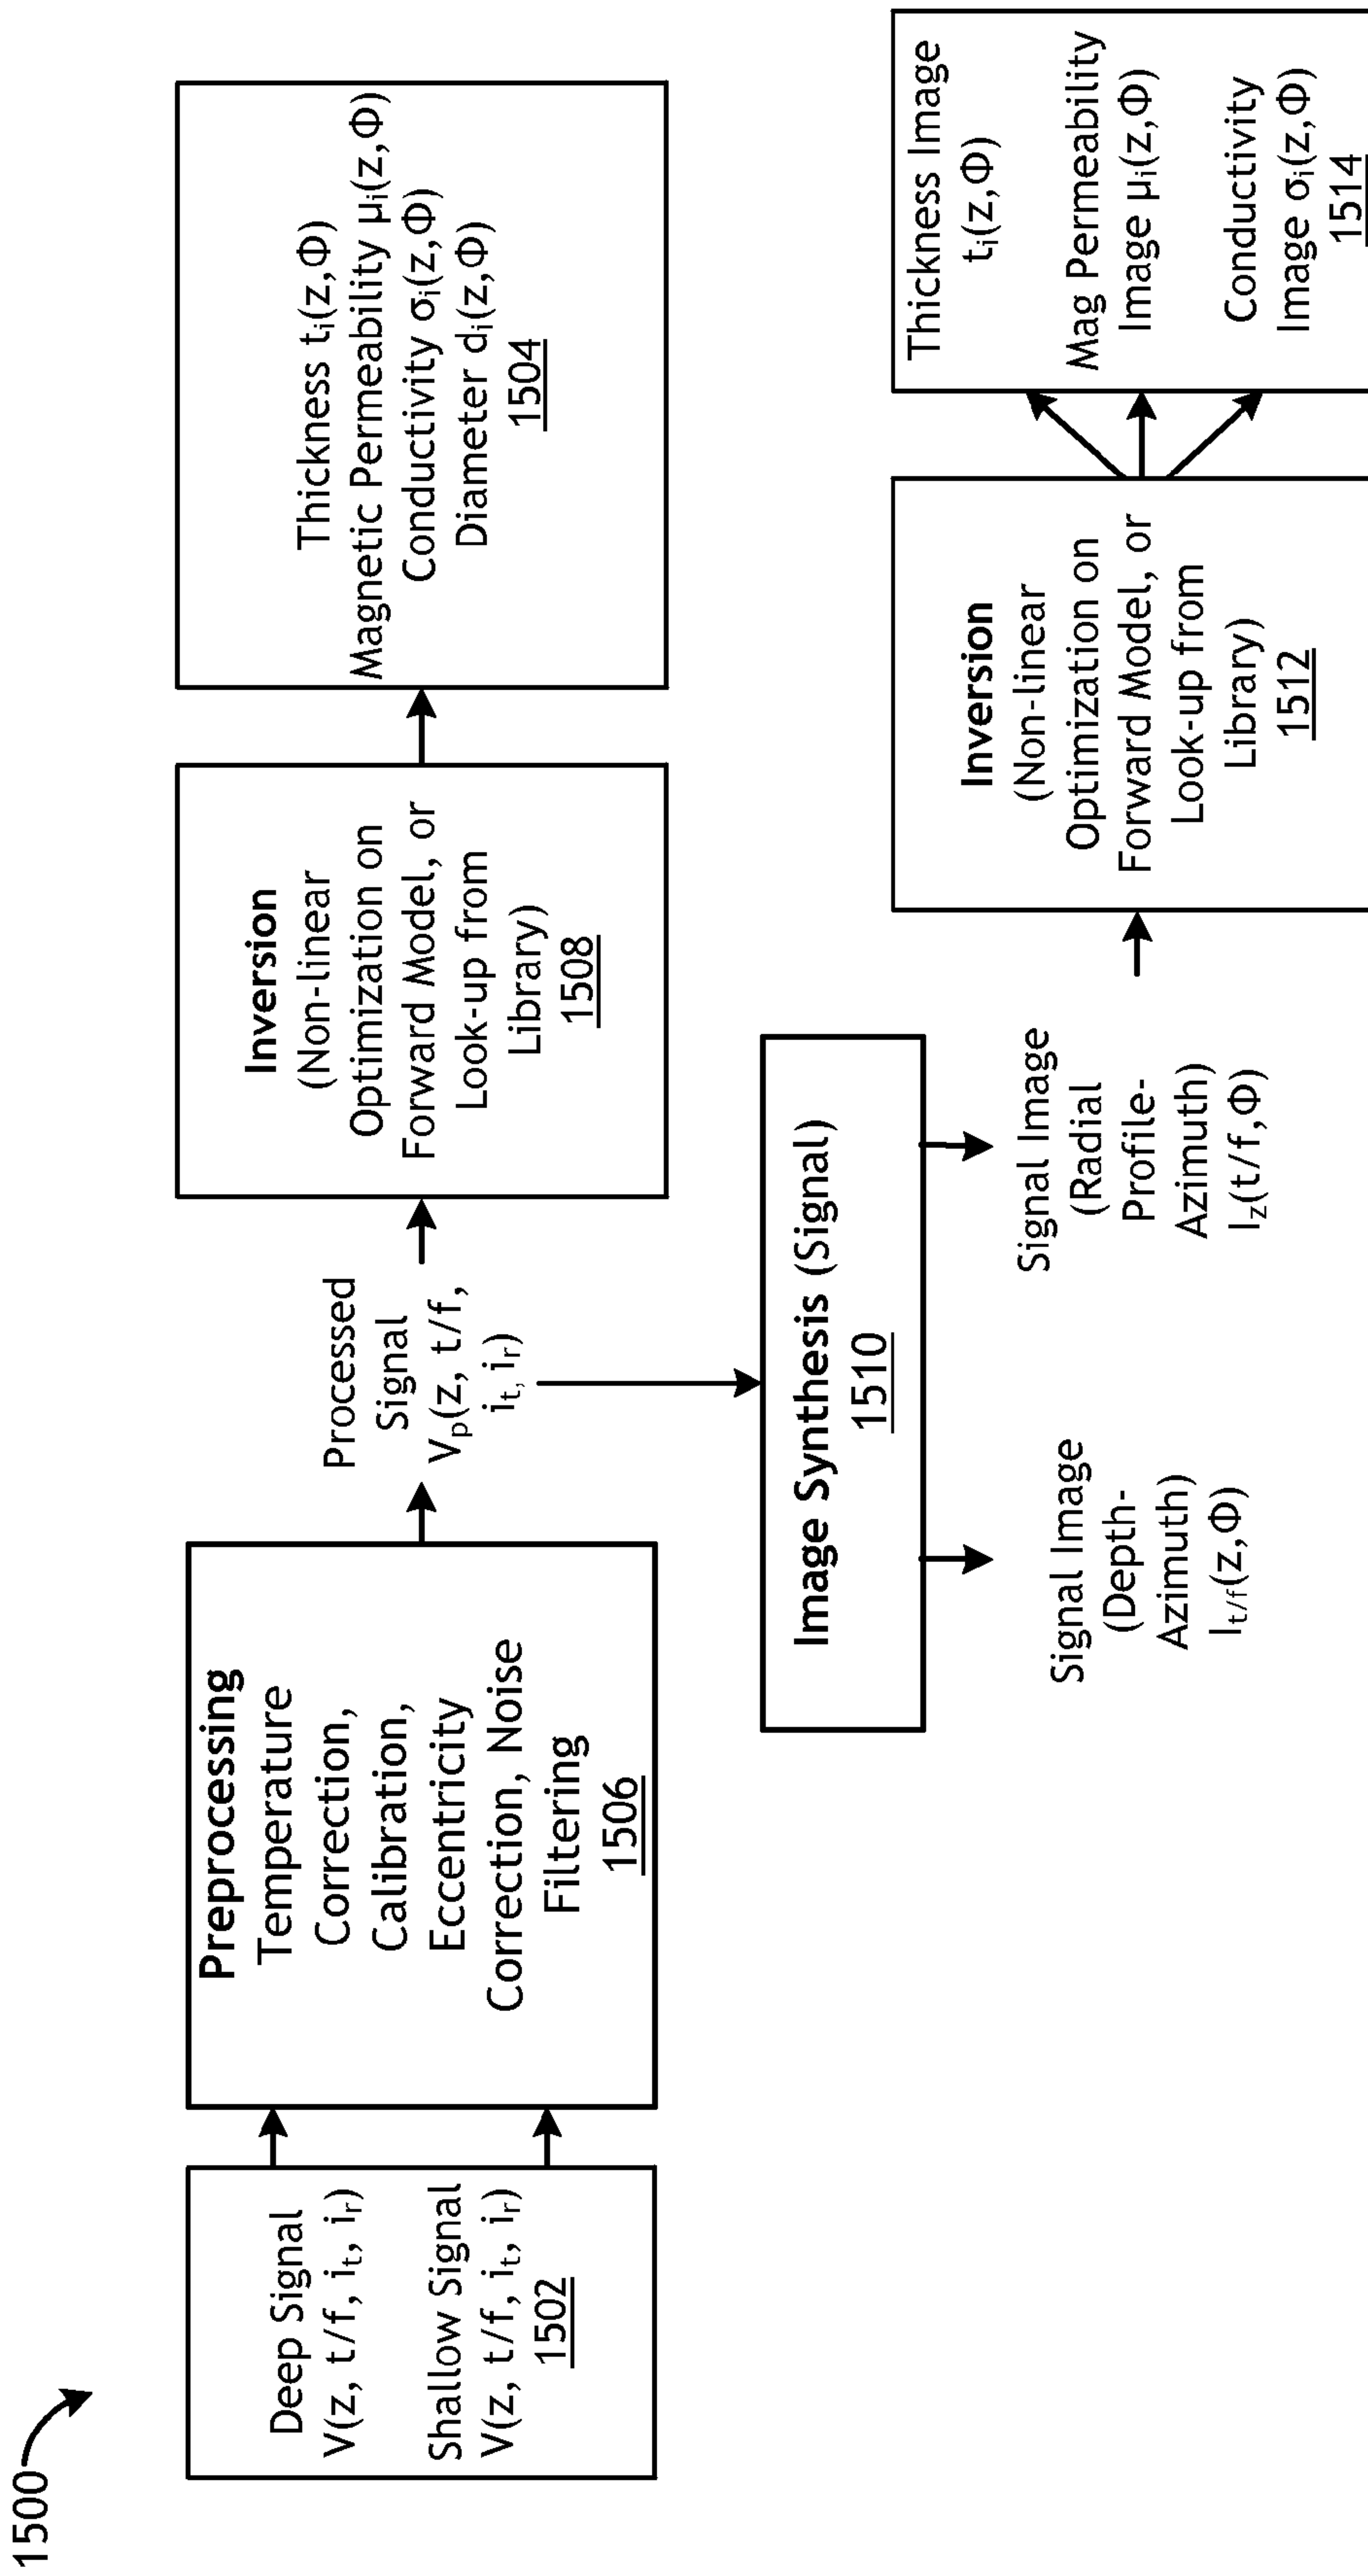 1500
Deep Signal
V(z, t/f, iₜ, iᵣ)
Shallow Signal
V(z, t/f, iₜ, iᵣ)
1502
Preprocessing
Temperature
Correction,
Calibration,
Eccentricity
Correction, Noise
Filtering
1506
Processed
Signal
Vₚ(z, t/f,
iₜ, iᵣ)
Inversion
(Non-linear
Optimization on
Forward Model, or
Look-up from
Library)
1508
Thickness tᵢ(z,Φ)
Magnetic Permeability µᵢ(z,Φ)
Conductivity σᵢ(z,Φ)
Diameter dᵢ(z,Φ)
1504
Image Synthesis (Signal)
1510
Signal Image
(Depth-
Azimuth)
I_{t/f}(z,Φ)
Signal Image
(Radial
Profile-
Azimuth)
I_z(t/f,Φ)
Inversion
(Non-linear
Optimization on
Forward Model, or
Look-up from
Library)
1512
Thickness Image
tᵢ(z,Φ)
Mag Permeability
Image µᵢ(z,Φ)
Conductivity
Image σᵢ(z,Φ)
1514